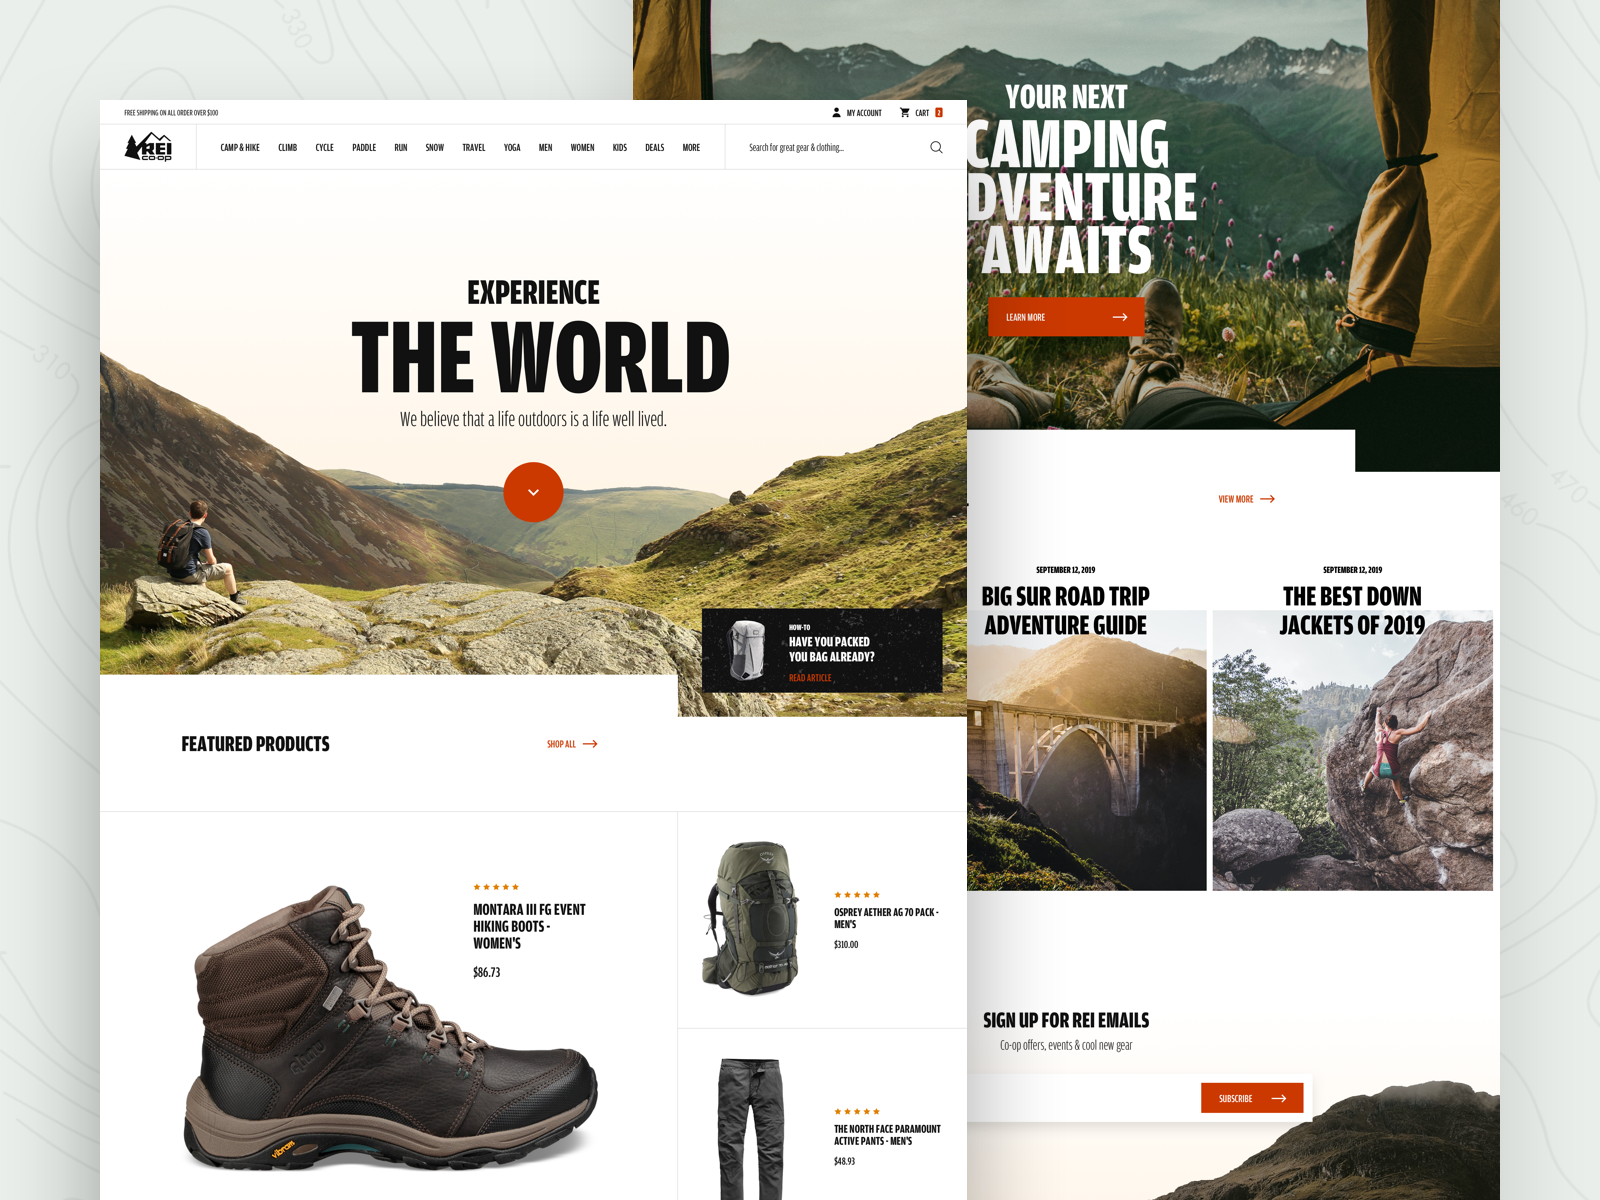 330
310
460
470
FREE SHIPPING ON ALL ORDER OVER $100
MY ACCOUNT
CART
2
REI
co-op
CAMP & HIKE
CLIMB
CYCLE
PADDLE
RUN
SNOW
TRAVEL
YOGA
MEN
WOMEN
KIDS
DEALS
MORE
Search for great gear & clothing...
EXPERIENCE
THE WORLD
We believe that a life outdoors is a life well lived.
HOW-TO
HAVE YOU PACKED
YOU BAG ALREADY?
READ ARTICLE
FEATURED PRODUCTS
SHOP ALL
MONTARA III FG EVENT
HIKING BOOTS -
WOMEN'S
$86.73
vibram
OSPREY AETHER AG 70 PACK -
MEN'S
$310.00
THE NORTH FACE PARAMOUNT
ACTIVE PANTS - MEN'S
$48.93
YOUR NEXT
CAMPING
DVENTURE
AWAITS
LEARN MORE
VIEW MORE
SEPTEMBER 12, 2019
BIG SUR ROAD TRIP
ADVENTURE GUIDE
SEPTEMBER 12, 2019
THE BEST DOWN
JACKETS OF 2019
SIGN UP FOR REI EMAILS
Co-op offers, events & cool new gear
SUBSCRIBE